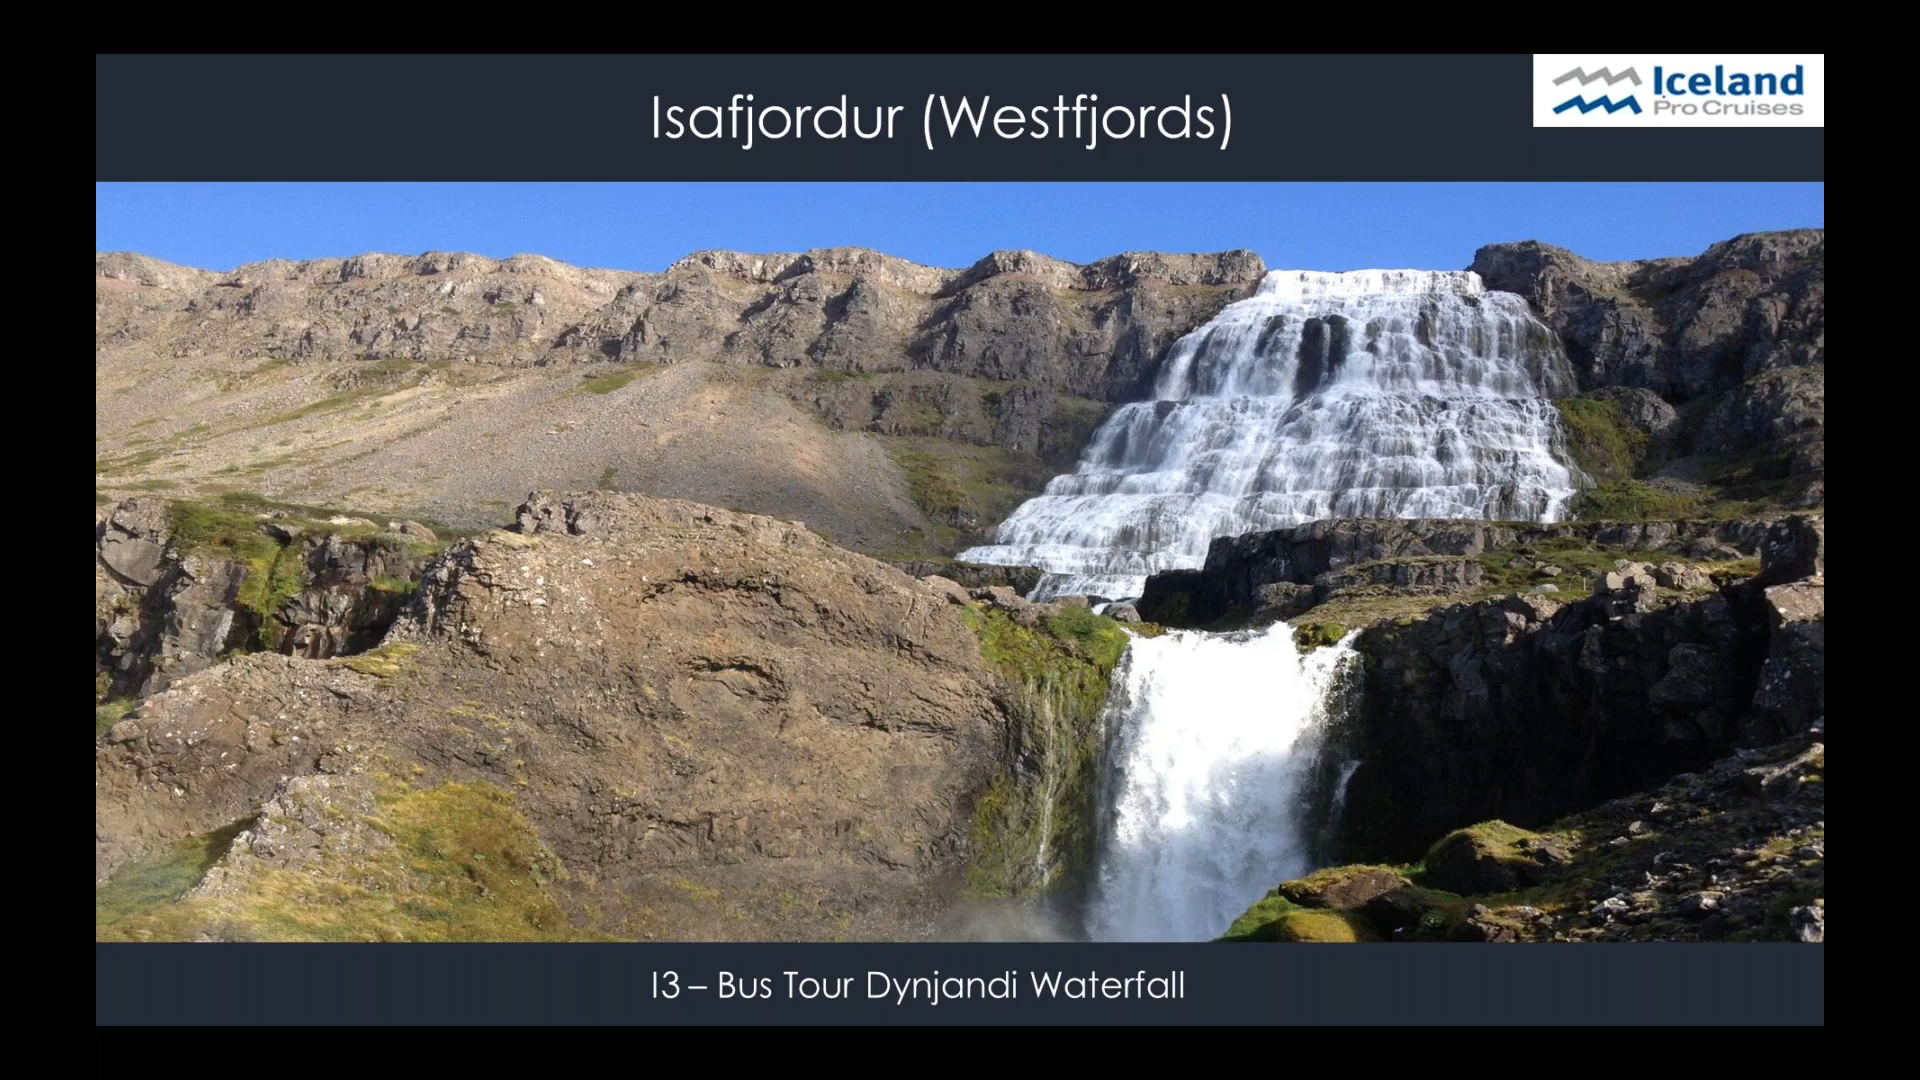 Isafjordur (Westfjords)
Iceland
Pro Cruises
I3 – Bus Tour Dynjandi Waterfall